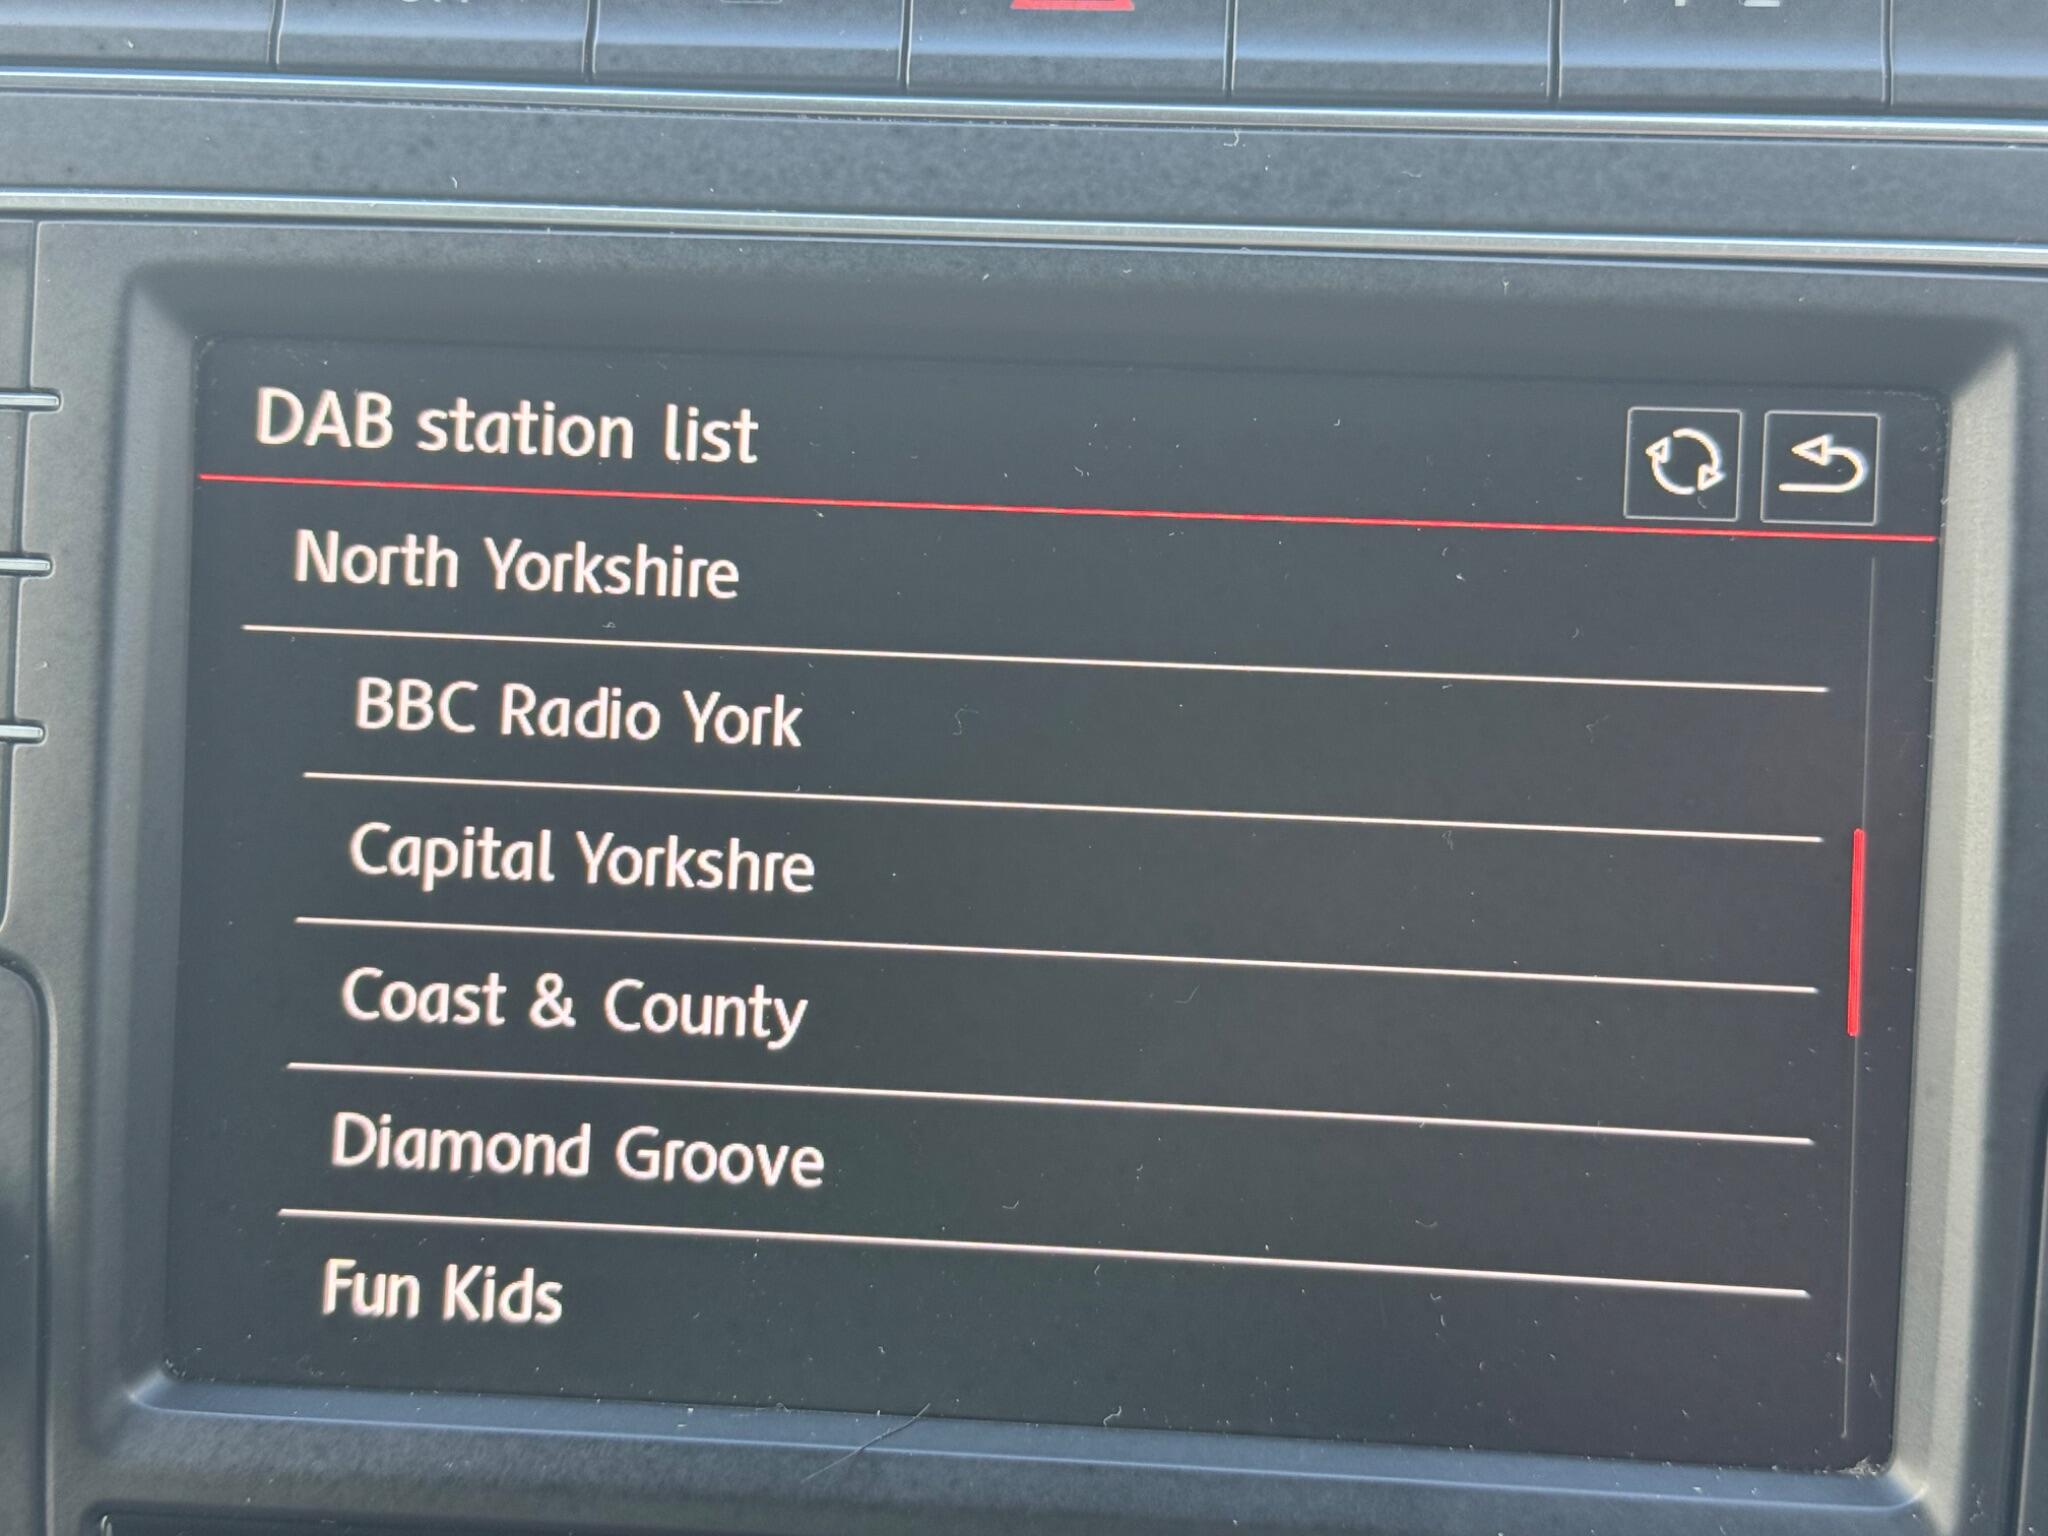 DAB station list
North Yorkshire
BBC Radio York
Capital Yorkshre
Coast & County
Diamond Groove
Fun Kids